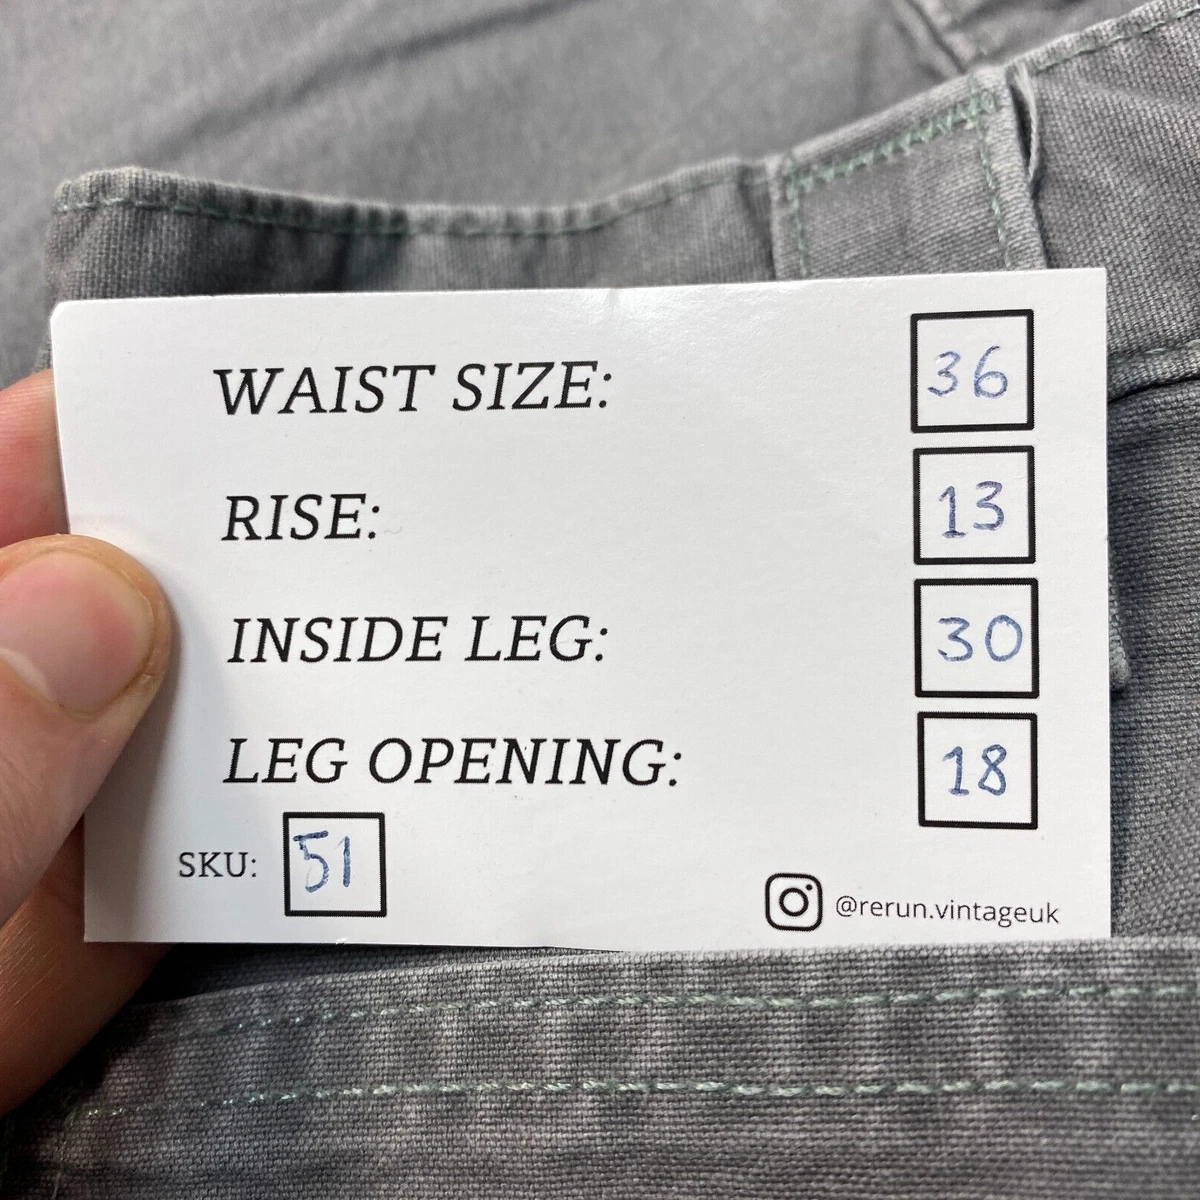 WAIST SIZE: 36
RISE: 13
INSIDE LEG: 30
LEG OPENING: 18
SKU: 51
@rerun.vintageuk